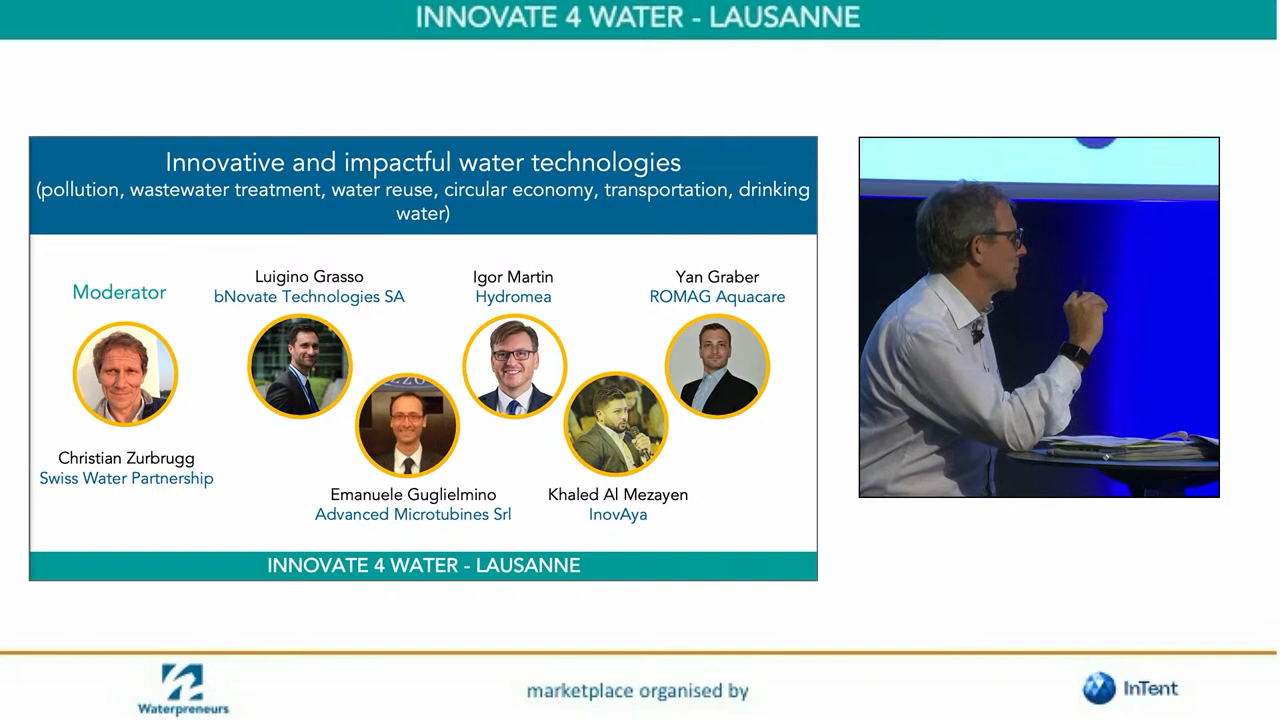 INNOVATE 4 WATER - LAUSANNE
Innovative and impactful water technologies
(pollution, wastewater treatment, water reuse, circular economy, transportation, drinking
water)
Moderator
Christian Zurbrugg
Swiss Water Partnership
Luigino Grasso
bNovate Technologies SA
Emanuele Guglielmino
Advanced Microtubines Srl
Igor Martin
Hydromea
Khaled Al Mezayen
InovAya
Yan Graber
ROMAG Aquacare
INNOVATE 4 WATER - LAUSANNE
Waterpreneurs
marketplace organised by
InTent